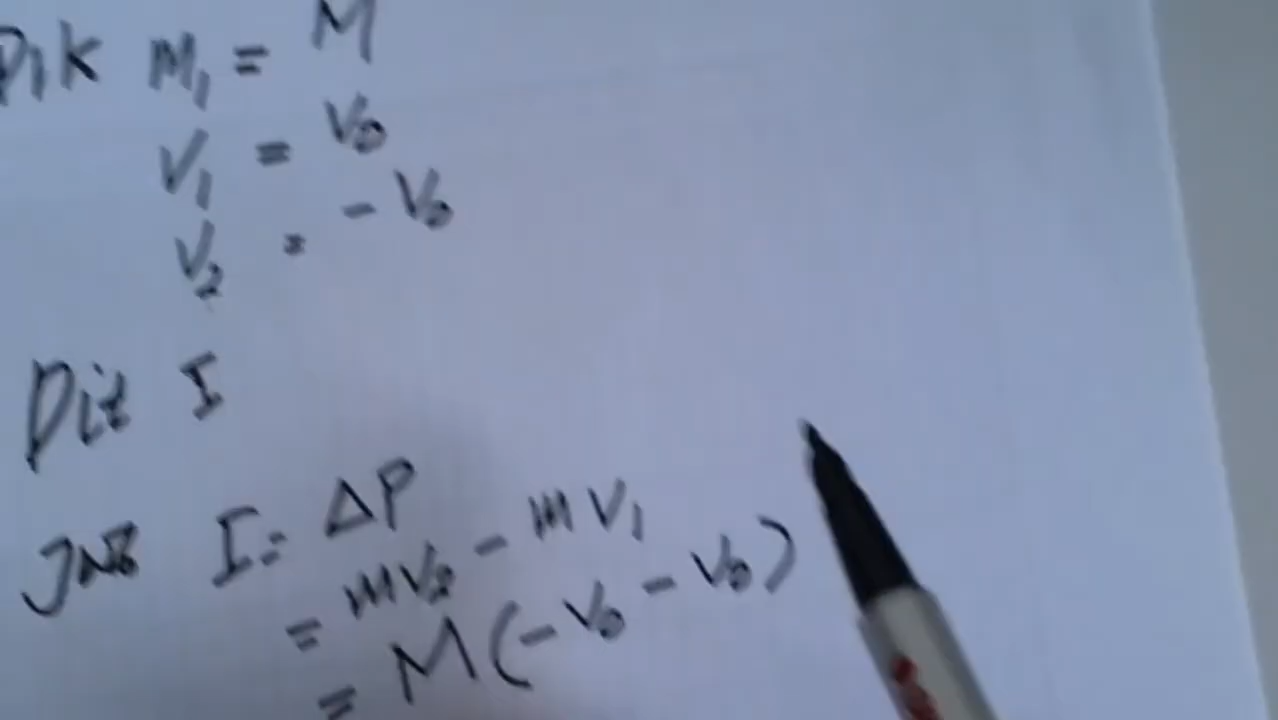 Dik m₁ = M
V₁ = V₀
V₂ = - V₀
Dit I
JWB I = ΔP
= mV₂ - mV₁
= M(-V₀ - V₀)